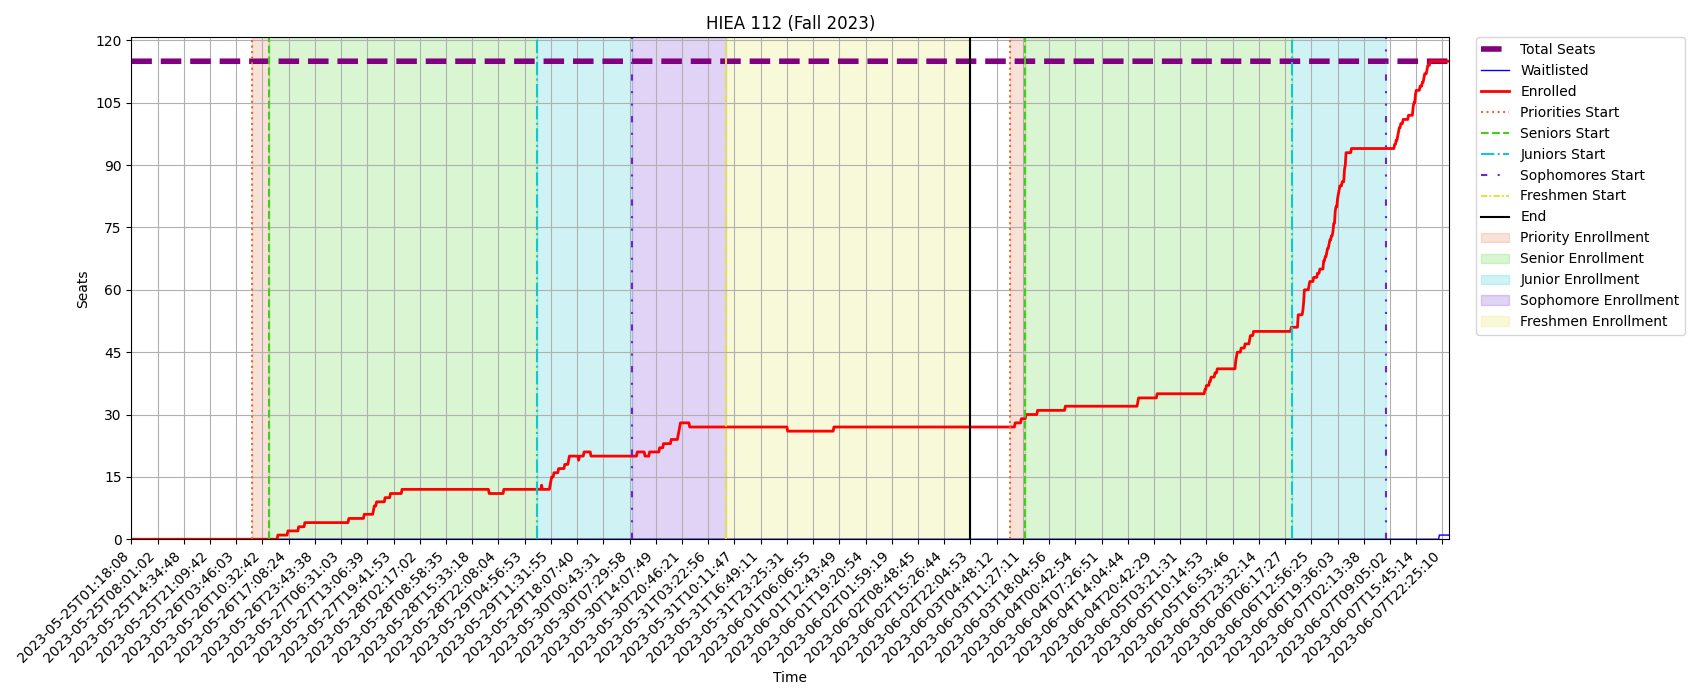 HIEA 112 (Fall 2023)
120
105
90
75
60
45
30
15
0
Seats
2023-05-25T01:18:08
2023-05-25T08:01:02
2023-05-25T14:34:48
2023-05-25T21:09:42
2023-05-26T03:46:03
2023-05-26T10:32:42
2023-05-26T17:08:24
2023-05-26T23:43:38
2023-05-27T06:31:03
2023-05-27T13:06:39
2023-05-27T19:41:53
2023-05-28T02:17:02
2023-05-28T08:58:35
2023-05-28T15:33:18
2023-05-28T22:08:04
2023-05-29T04:56:53
2023-05-29T11:31:55
2023-05-29T18:07:40
2023-05-30T00:43:31
2023-05-30T07:29:58
2023-05-30T14:07:49
2023-05-30T20:46:21
2023-05-31T03:22:56
2023-05-31T10:11:47
2023-05-31T16:49:11
2023-05-31T23:25:31
2023-06-01T06:06:55
2023-06-01T12:43:49
2023-06-01T19:20:54
2023-06-02T01:59:19
2023-06-02T08:48:45
2023-06-02T15:26:44
2023-06-02T22:04:53
2023-06-03T04:48:12
2023-06-03T11:27:11
2023-06-03T18:04:56
2023-06-04T00:42:54
2023-06-04T07:26:51
2023-06-04T14:04:44
2023-06-04T20:42:29
2023-06-05T03:21:31
2023-06-05T10:14:53
2023-06-05T16:53:46
2023-06-05T23:32:14
2023-06-06T06:17:27
2023-06-06T12:56:25
2023-06-06T19:36:03
2023-06-07T02:13:38
2023-06-07T09:05:02
2023-06-07T15:45:14
2023-06-07T22:25:10
Time
Total Seats
Waitlisted
Enrolled
Priorities Start
Seniors Start
Juniors Start
Sophomores Start
Freshmen Start
End
Priority Enrollment
Senior Enrollment
Junior Enrollment
Sophomore Enrollment
Freshmen Enrollment